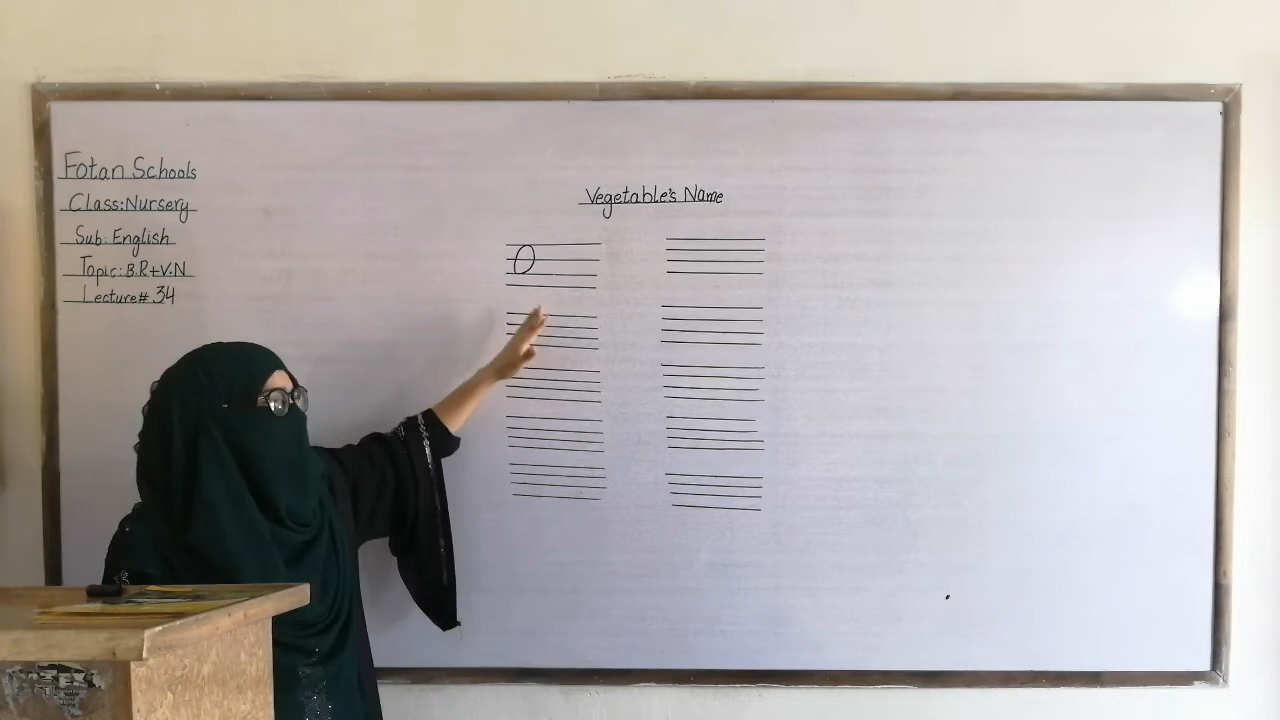 Fotan Schools
Class:Nursery
Sub: English
Topic: B.R+V.N
Lecture# 34
Vegetable's Name
O